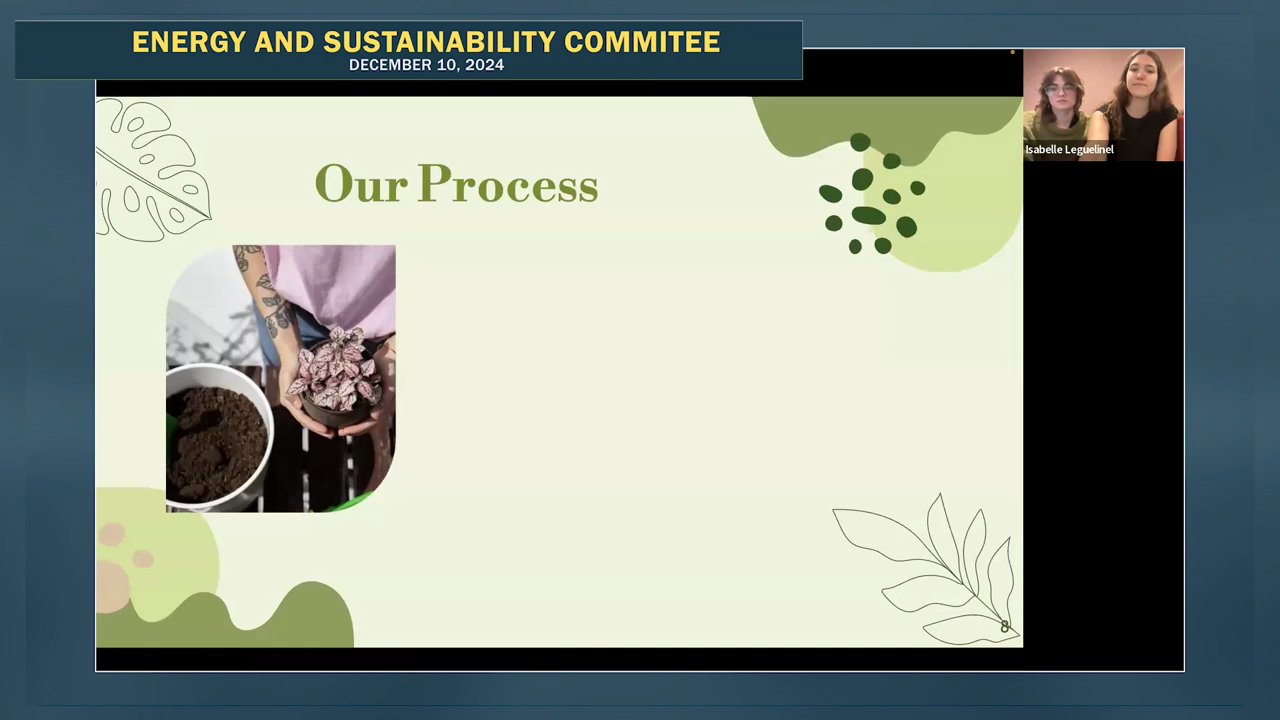 ENERGY AND SUSTAINABILITY COMMITEE
DECEMBER 10, 2024
Isabelle Leguelinel
Our Process
8